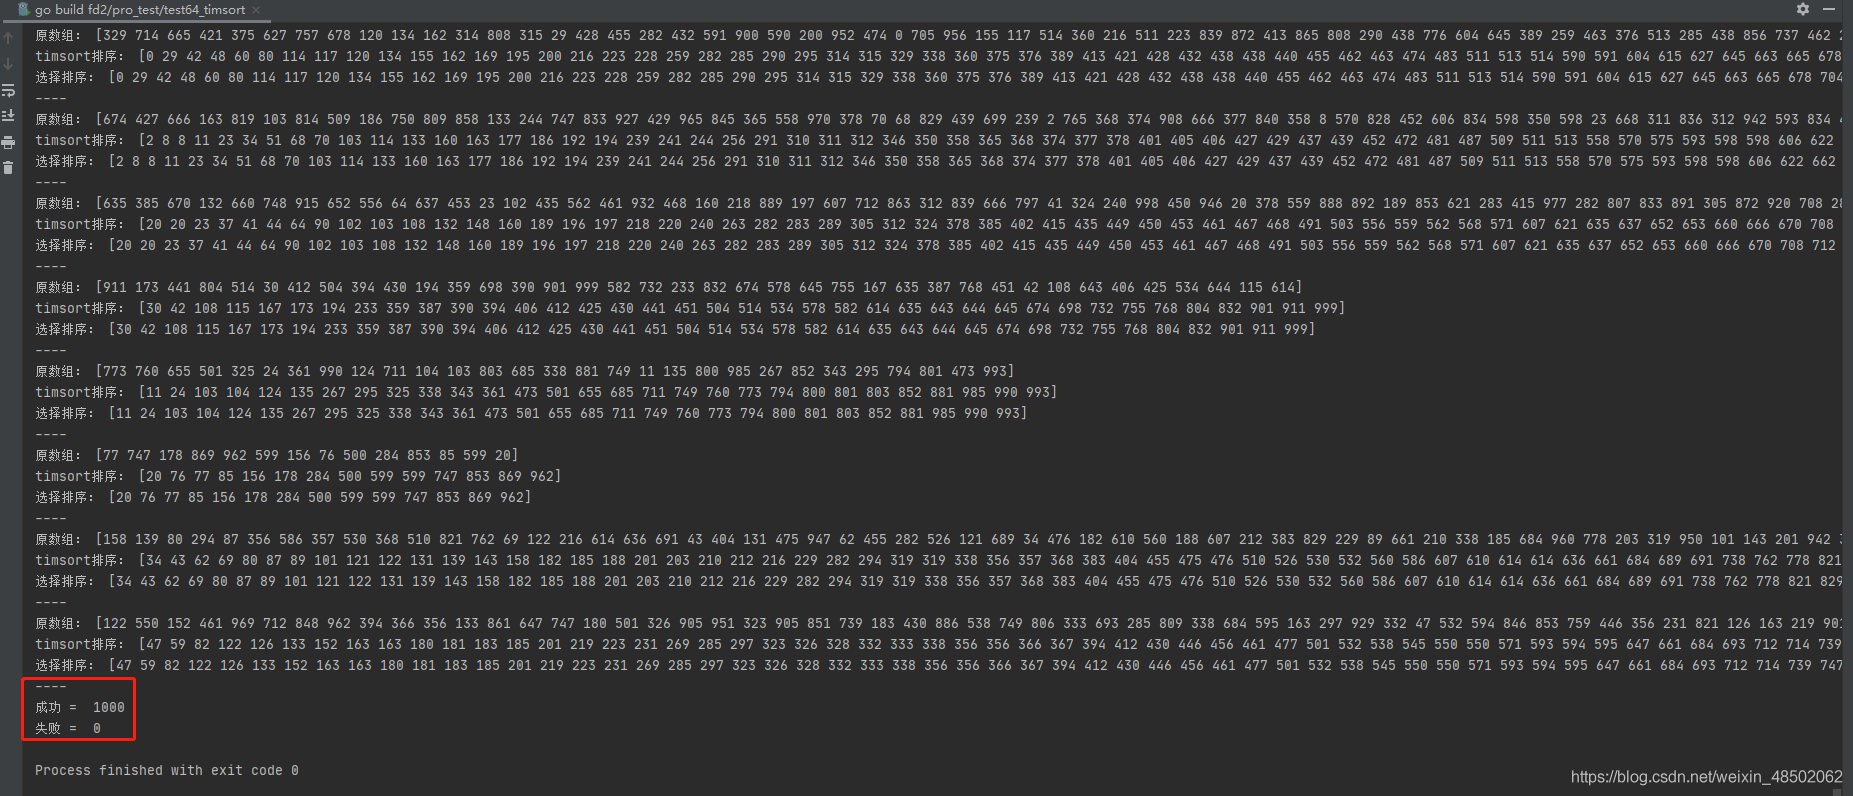 go build fd2/pro_test/test64_timsort
原数组: [329 714 665 421 375 627 757 678 120 134 162 314 808 315 29 428 455 282 432 591 900 590 200 952 474 0 705 956 155 117 514 360 216 511 223 839 872 413 865 808 290 438 776 604 645 389 259 463 376 513 285 438 856 737 462
timsort排序: [0 29 42 48 60 80 114 117 120 134 155 162 169 195 200 216 223 228 259 282 285 290 295 314 315 329 338 360 375 376 389 413 421 428 432 438 438 440 455 462 463 474 483 511 513 514 590 591 604 615 627 645 663 665 678
选择排序: [0 29 42 48 60 80 114 117 120 134 155 162 169 195 200 216 223 228 259 282 285 290 295 314 315 329 338 360 375 376 389 413 421 428 432 438 438 440 455 462 463 474 483 511 513 514 590 591 604 615 627 645 663 665 678 704
----
原数组: [674 427 666 163 819 103 814 509 186 750 809 858 133 244 747 833 927 429 965 845 365 558 970 378 70 68 829 439 699 239 2 765 368 374 908 666 377 840 358 8 570 828 452 606 834 598 350 598 23 668 311 836 312 942 593 834
timsort排序: [2 8 8 11 23 34 51 68 70 103 114 133 160 163 177 186 192 194 239 241 244 256 291 310 311 312 346 350 358 365 368 374 377 378 401 405 406 427 429 437 439 452 472 481 487 509 511 513 558 570 575 593 598 598 606 622
选择排序: [2 8 8 11 23 34 51 68 70 103 114 133 160 163 177 186 192 194 239 241 244 256 291 310 311 312 346 350 358 365 368 374 377 378 401 405 406 427 429 437 439 452 472 481 487 509 511 513 558 570 575 593 598 598 606 622 662
----
原数组: [635 385 670 132 660 748 915 652 556 64 637 453 23 102 435 562 461 932 468 160 218 889 197 607 712 863 312 839 666 797 41 324 240 998 450 946 20 378 559 888 892 189 853 621 283 415 977 282 807 833 891 305 872 920 708
timsort排序: [20 20 23 37 41 44 64 90 102 103 108 132 148 160 189 196 197 218 220 240 263 282 283 289 305 312 324 378 385 402 415 435 449 450 453 461 467 468 491 503 556 559 562 568 571 607 621 635 637 652 653 660 666 670 708
选择排序: [20 20 23 37 41 44 64 90 102 103 108 132 148 160 189 196 197 218 220 240 263 282 283 289 305 312 324 378 385 402 415 435 449 450 453 461 467 468 491 503 556 559 562 568 571 607 621 635 637 652 653 660 666 670 708 712
----
原数组: [911 173 441 804 514 30 412 504 394 430 194 359 698 390 901 999 582 732 233 832 674 578 645 755 167 635 387 768 451 42 108 643 406 425 534 644 115 614]
timsort排序: [30 42 108 115 167 173 194 233 359 387 390 394 406 412 425 430 441 451 504 514 534 578 582 614 635 643 644 645 674 698 732 755 768 804 832 901 911 999]
选择排序: [30 42 108 115 167 173 194 233 359 387 390 394 406 412 425 430 441 451 504 514 534 578 582 614 635 643 644 645 674 698 732 755 768 804 832 901 911 999]
----
原数组: [773 760 655 501 325 24 361 990 124 711 104 103 803 685 338 881 749 11 135 800 985 267 852 343 295 794 801 473 993]
timsort排序: [11 24 103 104 124 135 267 295 325 338 343 361 473 501 655 685 711 749 760 773 794 800 801 803 852 881 985 990 993]
选择排序: [11 24 103 104 124 135 267 295 325 338 343 361 473 501 655 685 711 749 760 773 794 800 801 803 852 881 985 990 993]
----
原数组: [77 747 178 869 962 599 156 76 500 284 853 85 599 20]
timsort排序: [20 76 77 85 156 178 284 500 599 599 747 853 869 962]
选择排序: [20 76 77 85 156 178 284 500 599 599 747 853 869 962]
----
原数组: [158 139 80 294 87 356 586 357 530 368 510 821 762 69 122 216 614 636 691 43 404 131 475 947 62 455 282 526 121 689 34 476 182 610 560 188 607 212 383 829 229 89 661 210 338 185 684 960 778 203 319 950 101 143 201 942
timsort排序: [34 43 62 69 80 87 89 101 121 122 131 139 143 158 182 185 188 201 203 210 212 216 229 282 294 319 319 338 356 357 368 383 404 455 475 476 510 526 530 532 560 586 607 610 614 614 636 661 684 689 691 738 762 778 821
选择排序: [34 43 62 69 80 87 89 101 121 122 131 139 143 158 182 185 188 201 203 210 212 216 229 282 294 319 319 338 356 357 368 383 404 455 475 476 510 526 530 532 560 586 607 610 614 614 636 661 684 689 691 738 762 778 821 829
----
原数组: [122 550 152 461 969 712 848 962 394 366 356 133 861 647 747 180 501 326 905 951 323 905 851 739 183 430 886 538 749 806 333 693 285 809 338 684 595 163 297 929 332 47 532 594 846 853 759 446 356 231 821 126 163 219 901
timsort排序: [47 59 82 122 126 133 152 163 163 180 181 183 185 201 219 223 231 269 285 297 323 326 328 332 333 338 356 356 366 367 394 412 430 446 456 461 477 501 532 538 545 550 550 571 593 594 595 647 661 684 693 712 714 739
选择排序: [47 59 82 122 126 133 152 163 163 180 181 183 185 201 219 223 231 269 285 297 323 326 328 332 333 338 356 356 366 367 394 412 430 446 456 461 477 501 532 538 545 550 550 571 593 594 595 647 661 684 693 712 714 739 747
----
成功 = 1000
失败 = 0
Process finished with exit code 0
https://blog.csdn.net/weixin_48502062